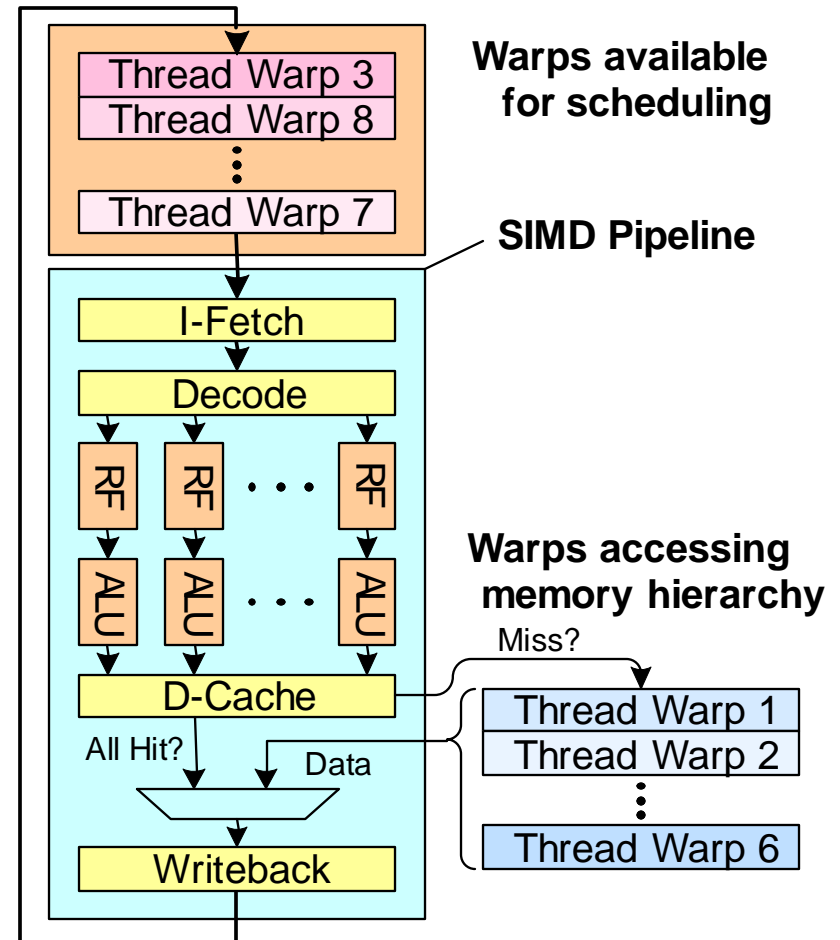 Thread Warp 3
Thread Warp 8
Thread Warp 7
Warps available
for scheduling
SIMD Pipeline
I-Fetch
Decode
RF RF RF
ALU ALU ALU
D-Cache
All Hit?
Data
Writeback
Warps accessing
memory hierarchy
Miss?
Thread Warp 1
Thread Warp 2
Thread Warp 6